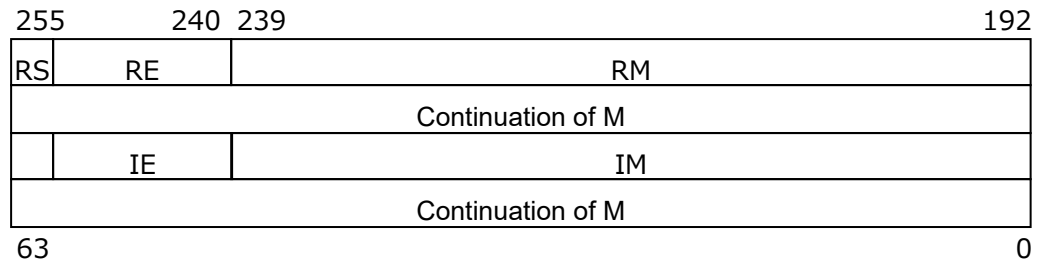 255 240 239 192
RS RE RM
Continuation of M
IE IM
Continuation of M
63 0